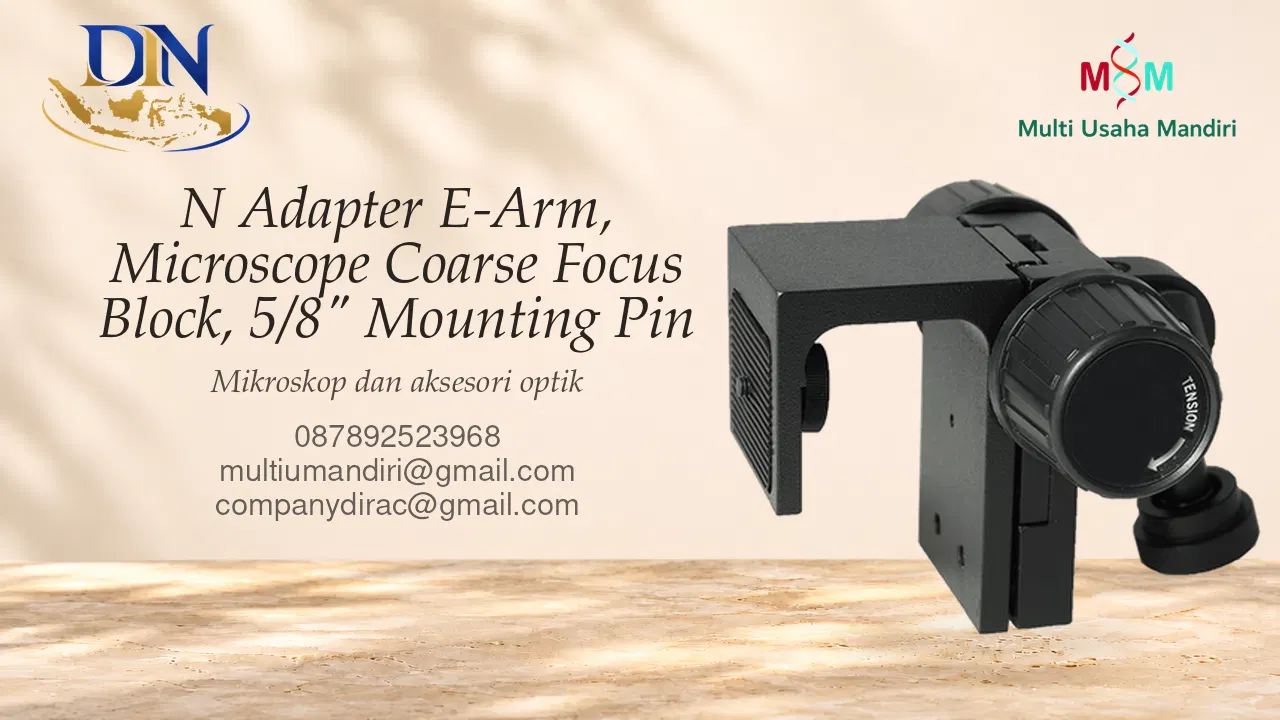 DIN
M M
Multi Usaha Mandiri
N Adapter E-Arm,
Microscope Coarse Focus
Block, 5/8" Mounting Pin
Mikroskop dan aksesori optik
087892523968
multiumandiri@gmail.com
companydirac@gmail.com
TENSION